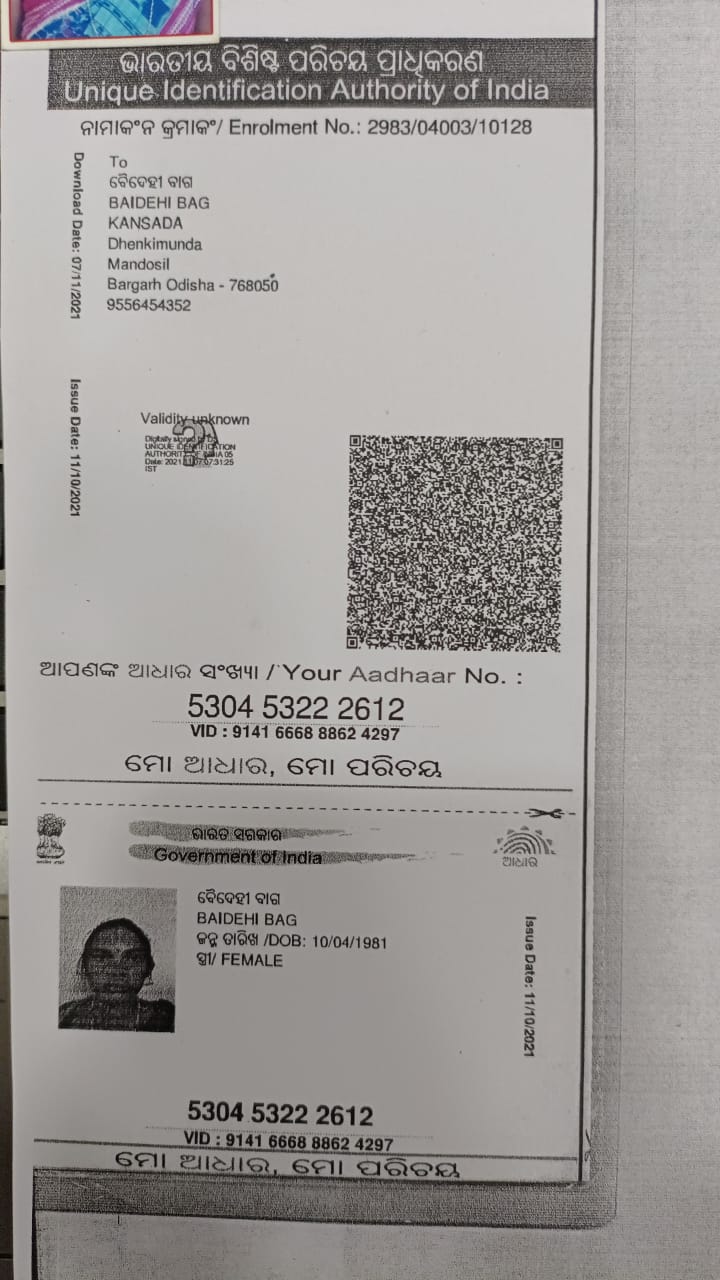 ଭାରତୀୟ ବିଶିଷ୍ଟ ପରିଚୟ ପ୍ରାଧିକରଣ
Unique Identification Authority of India
ନାମାକଂନ କ୍ରମାକଂ/ Enrolment No.: 2983/04003/10128
Download Date: 07/11/2021
To
ବୈଦେହୀ ବାଗ
BAIDEHI BAG
KANSADA
Dhenkimunda
Mandosil
Bargarh Odisha - 768050
9556454352
Issue Date: 11/10/2021
Validity unknown
Digitally signed by DS
UNIQUE IDENTIFICATION
AUTHORITY OF INDIA 05
Date: 2021.11.07 07:31:25
IST
ଆପଣଙ୍କ ଆଧାର ସଂଖ୍ୟା / Your Aadhaar No. :
5304 5322 2612
VID : 9141 6668 8862 4297
ମୋ ଆଧାର, ମୋ ପରିଚୟ
ଭାରତ ସରକାର
Government of India
ଆଧାର
ବୈଦେହୀ ବାଗ
BAIDEHI BAG
ଜନ୍ମ ତାରିଖ /DOB: 10/04/1981
ସ୍ତ୍ରୀ/ FEMALE
Issue Date: 11/10/2021
5304 5322 2612
VID : 9141 6668 8862 4297
ମୋ ଆଧାର, ମୋ ପରିଚୟ